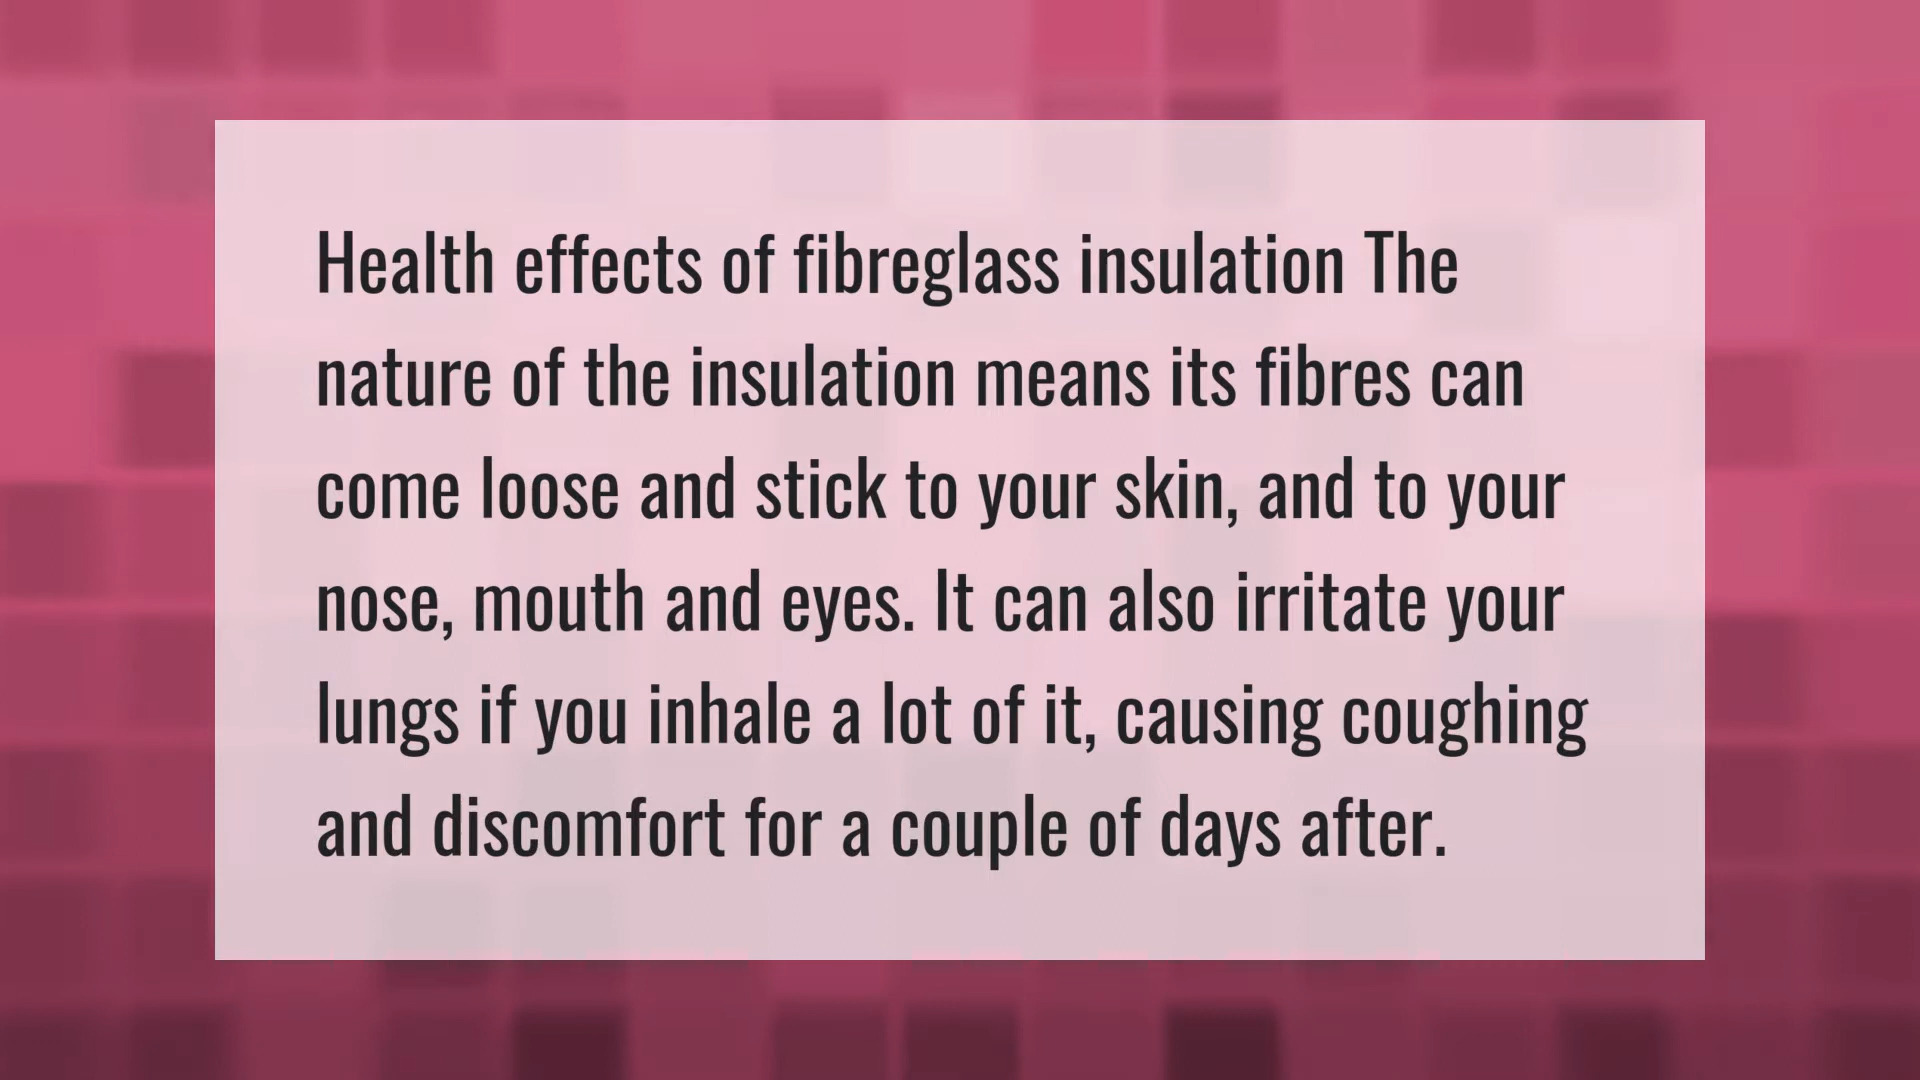 Health effects of fibreglass insulation The
nature of the insulation means its fibres can
come loose and stick to your skin, and to your
nose, mouth and eyes. It can also irritate your
lungs if you inhale a lot of it, causing coughing
and discomfort for a couple of days after.